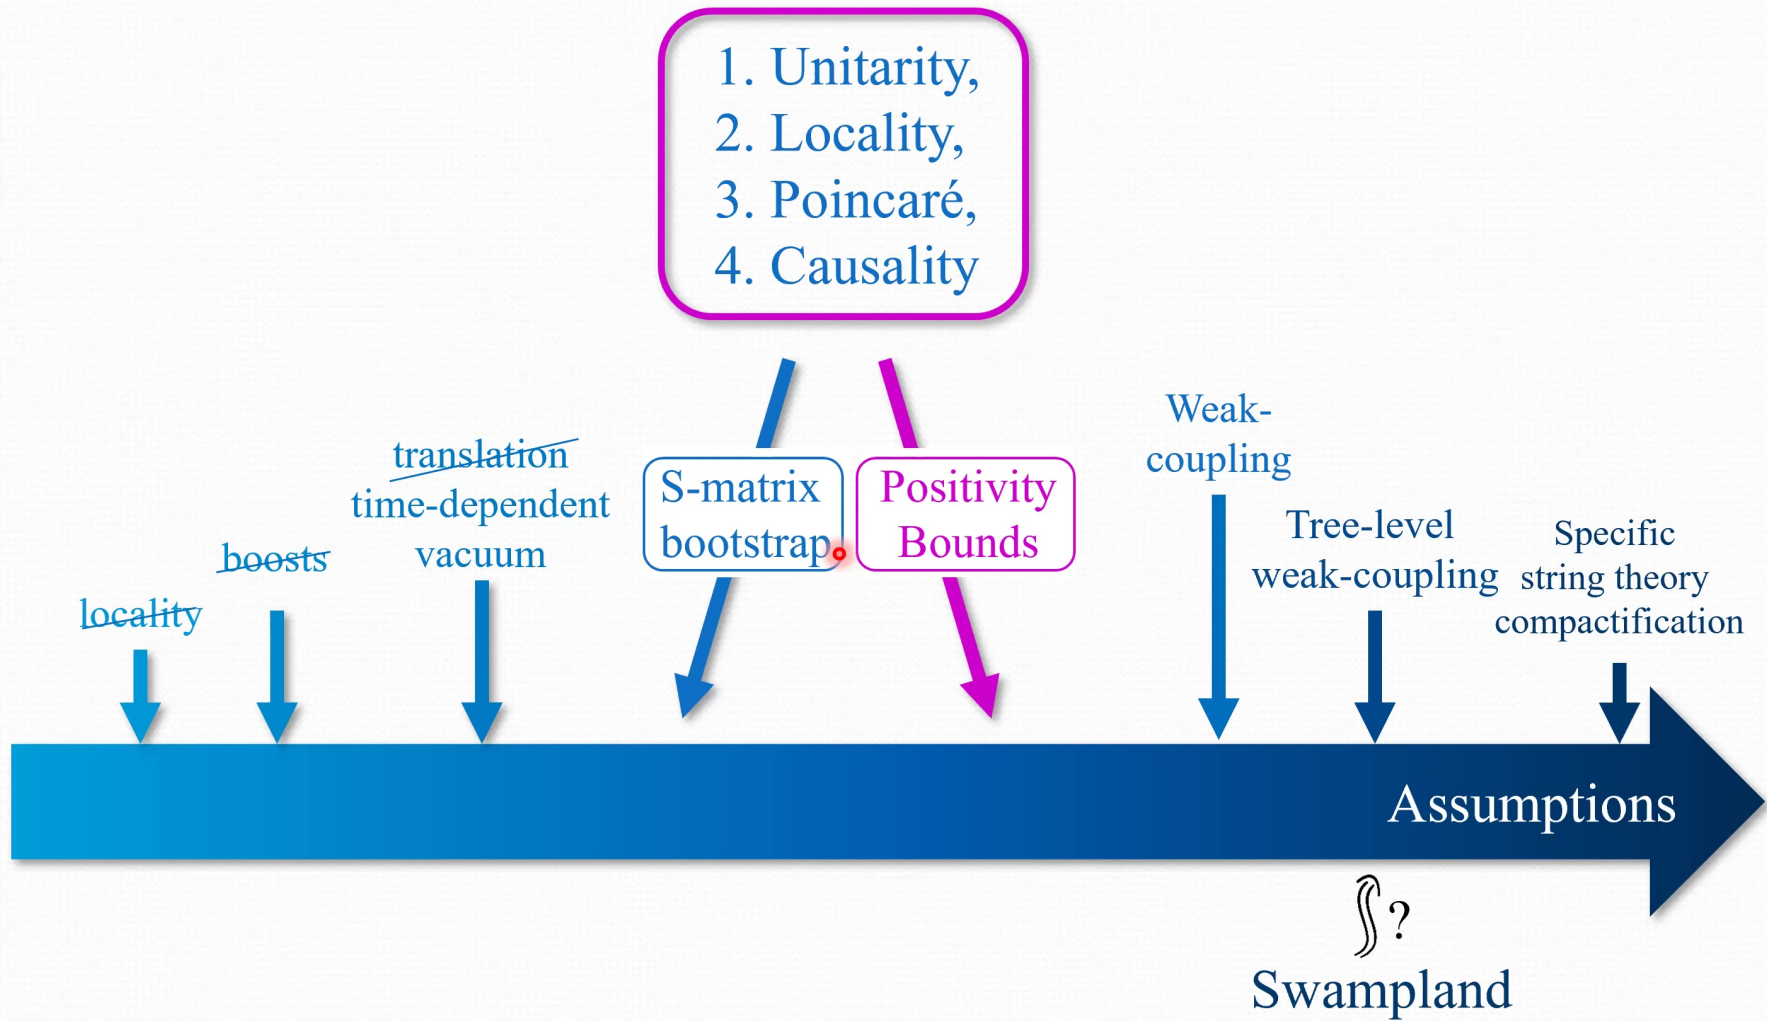 1. Unitarity,
2. Locality,
3. Poincaré,
4. Causality
locality
boosts
translation
time-dependent
vacuum
S-matrix
bootstrap
Positivity
Bounds
Weak-
coupling
Tree-level
weak-coupling
Specific
string theory
compactification
Assumptions
?
Swampland